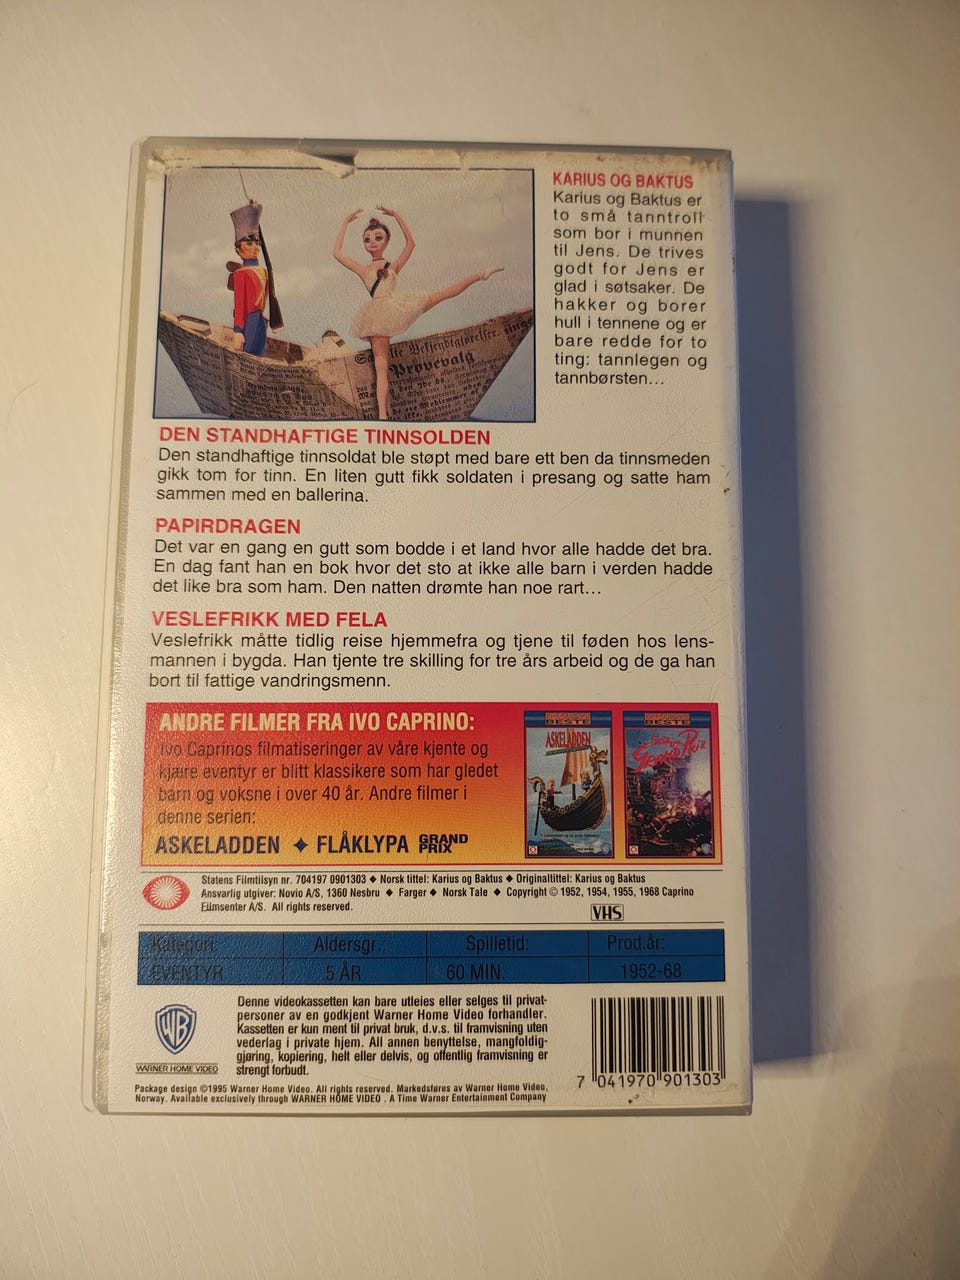 KARIUS OG BAKTUS
Karius og Baktus er
to små tanntroll
som bor i munnen
til Jens. De trives
godt for Jens er
glad i søtsaker. De
hakker og borer
hull i tennene og er
bare redde for to
ting: tannlegen og
tannbørsten...
Prøvevalg
DEN STANDHAFTIGE TINNSOLDEN
Den standhaftige tinnsoldat ble støpt med bare ett ben da tinnsmeden
gikk tom for tinn. En liten gutt fikk soldaten i presang og satte ham
sammen med en ballerina.
PAPIRDRAGEN
Det var en gang en gutt som bodde i et land hvor alle hadde det bra.
En dag fant han en bok hvor det sto at ikke alle barn i verden hadde
det like bra som ham. Den natten drømte han noe rart...
VESLEFRIKK MED FELA
Veslefrikk måtte tidlig reise hjemmefra og tjene til føden hos lens-
mannen i bygda. Han tjente tre skilling for tre års arbeid og de ga han
bort til fattige vandringsmenn.
ANDRE FILMER FRA IVO CAPRINO:
Ivo Caprinos filmatiseringer av våre kjente og
kjære eventyr er blitt klassikere som har gledet
barn og voksne i over 40 år. Andre filmer i
denne serien:
ASKELADDEN ✦ FLÅKLYPA GRAND PRIX
BESTE
ASKELADDEN
BESTE
Grand Prix
Statens Filmtilsyn nr. 704197 0901303 ◆ Norsk tittel: Karius og Baktus ◆ Originaltittel: Karius og Baktus
Ansvarlig utgiver: Novio A/S, 1360 Nesbru ◆ Farger ◆ Norsk Tale ◆ Copyright © 1952, 1954, 1955, 1968 Caprino
Filmsenter A/S. All rights reserved.
VHS
Kategori: Aldersgr.: Spilletid: Prod.år:
EVENTYR 5 ÅR 60 MIN. 1952-68
Denne videokassetten kan bare utleies eller selges til privat-
personer av en godkjent Warner Home Video forhandler.
Kassetten er kun ment til privat bruk, d.v.s. til framvisning uten
vederlag i private hjem. All annen benyttelse, mangfoldig-
gjøring, kopiering, helt eller delvis, og offentlig framvisning er
strengt forbudt.
WB
WARNER HOME VIDEO
Package design ©1995 Warner Home Video. All rights reserved. Markedsføres av Warner Home Video,
Norway. Available exclusively through WARNER HOME VIDEO . A Time Warner Entertainment Company
7 041970 901303